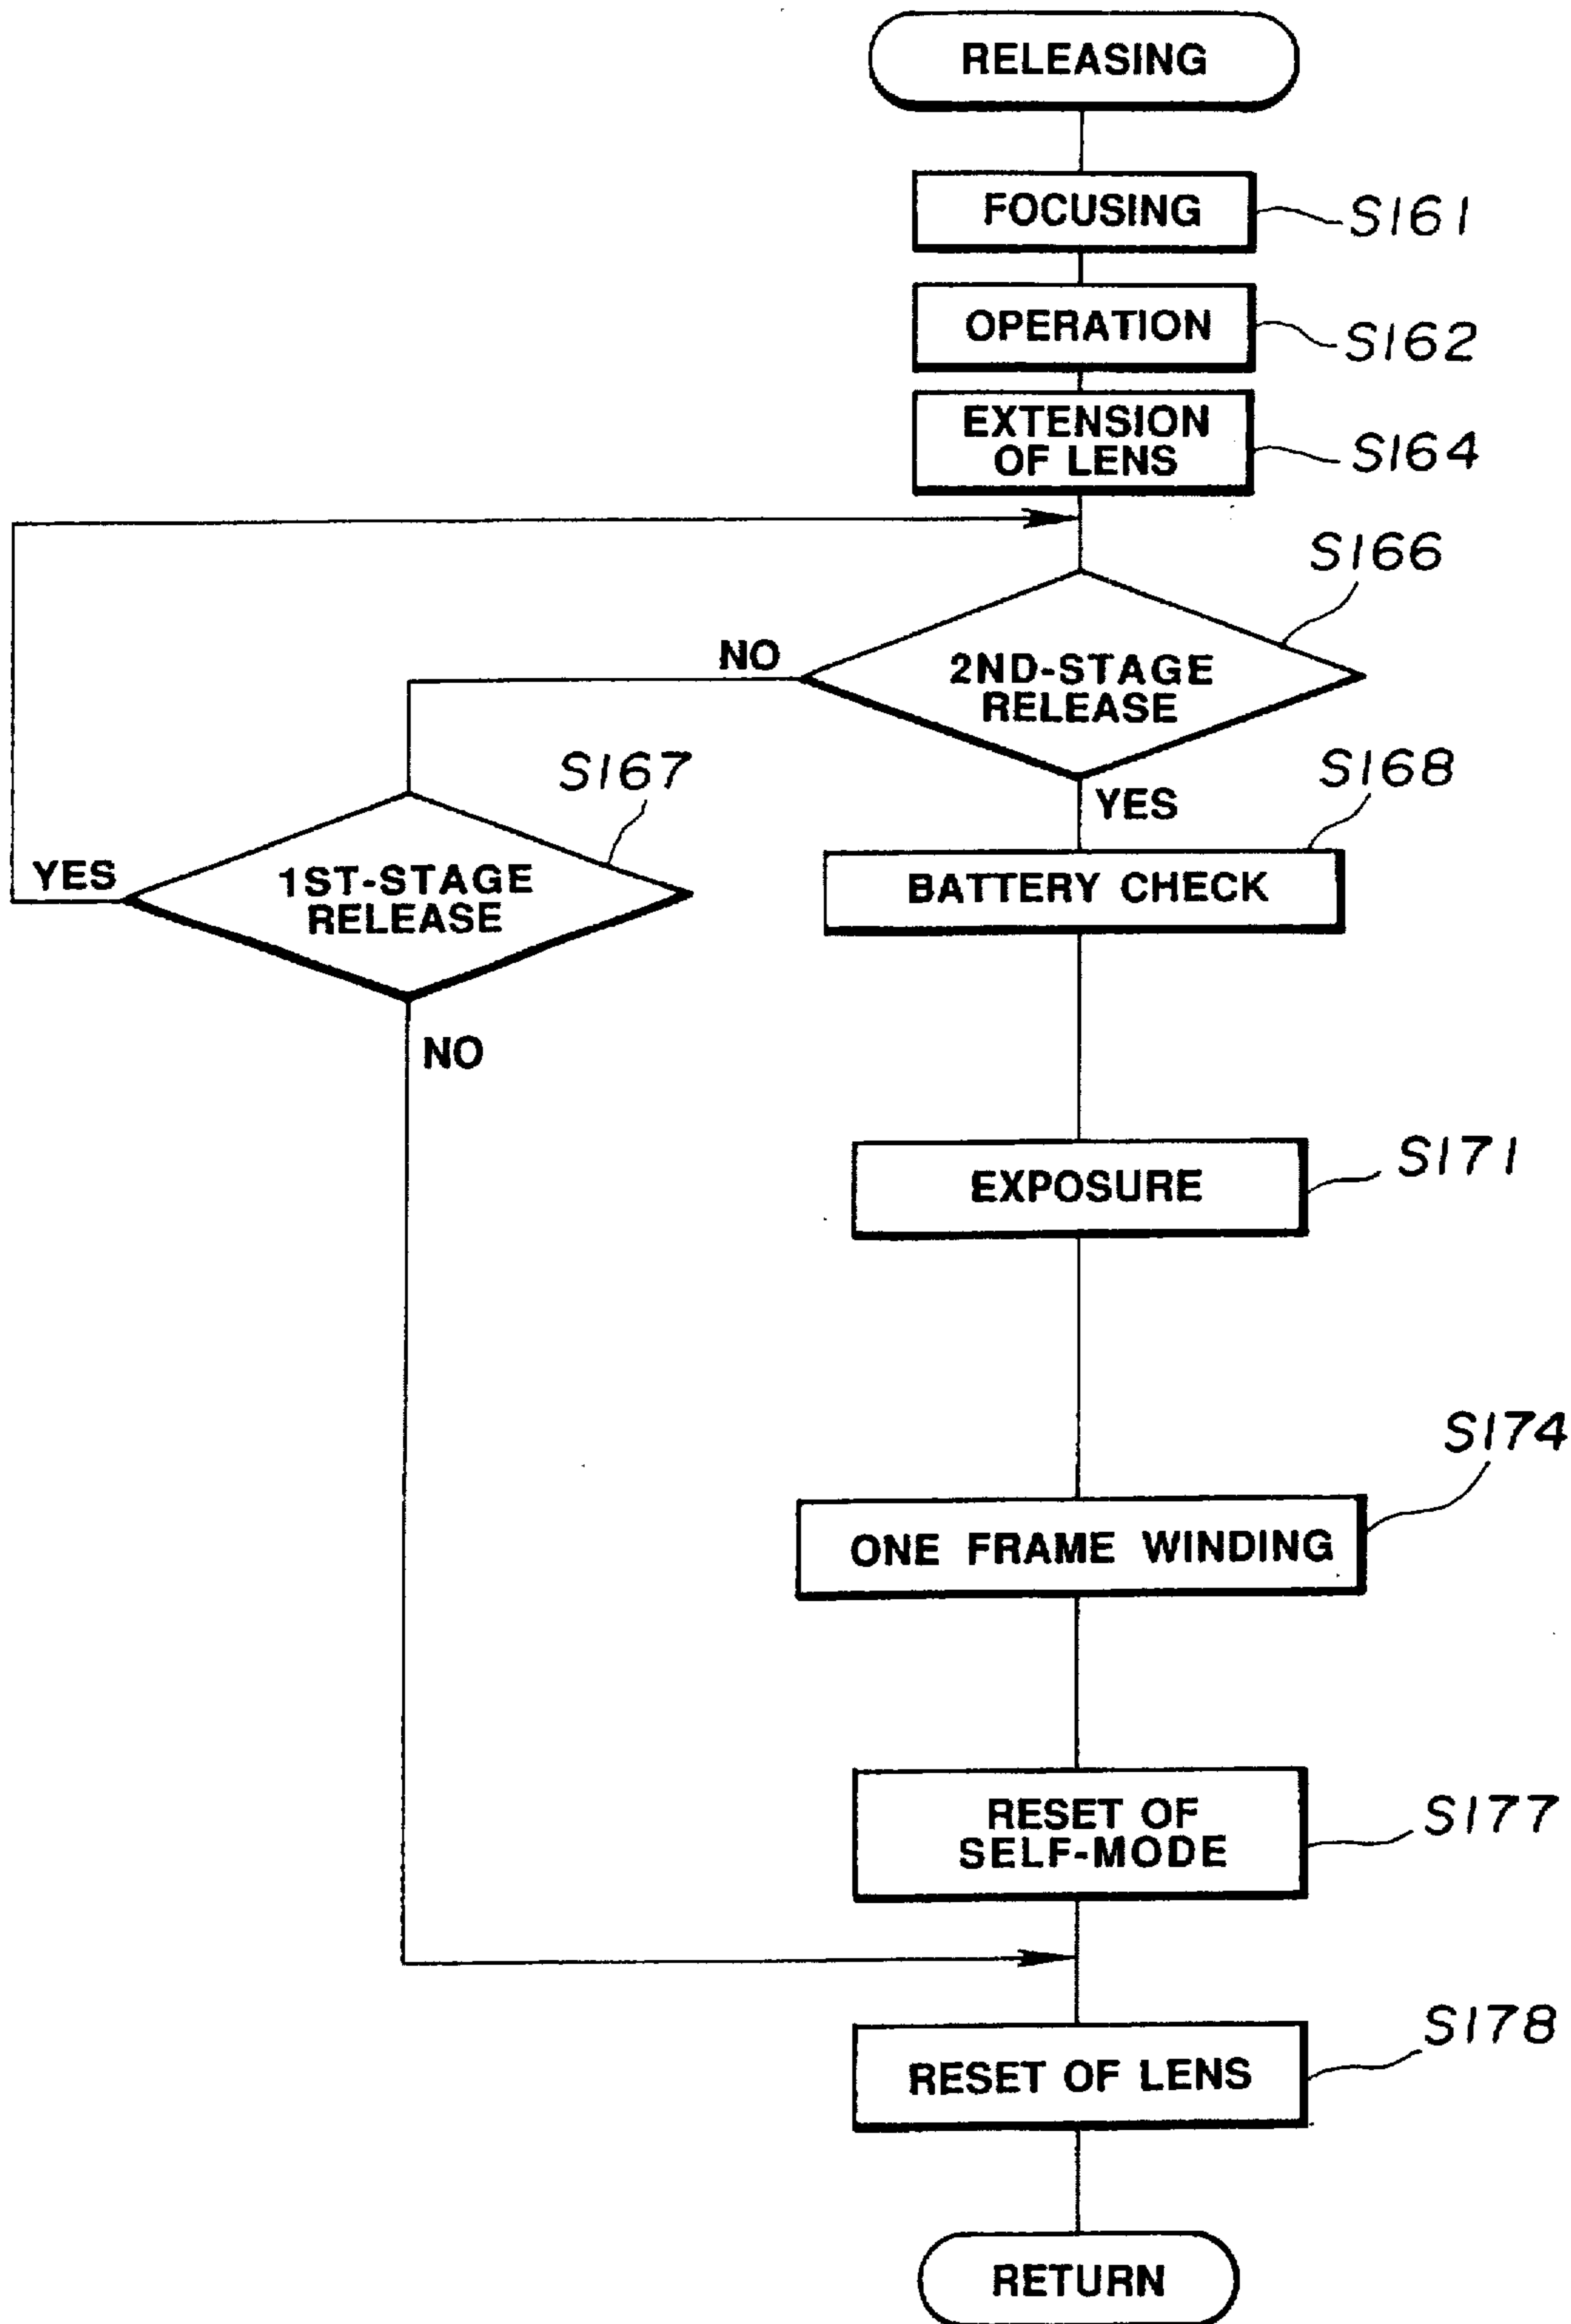 RELEASING
FOCUSING
S161
OPERATION
S162
EXTENSION
OF LENS
S164
S166
NO
2ND-STAGE
RELEASE
S167
YES
S168
YES
1ST-STAGE
RELEASE
BATTERY CHECK
NO
EXPOSURE
S171
S174
ONE FRAME WINDING
RESET OF
SELF-MODE
S177
S178
RESET OF LENS
RETURN